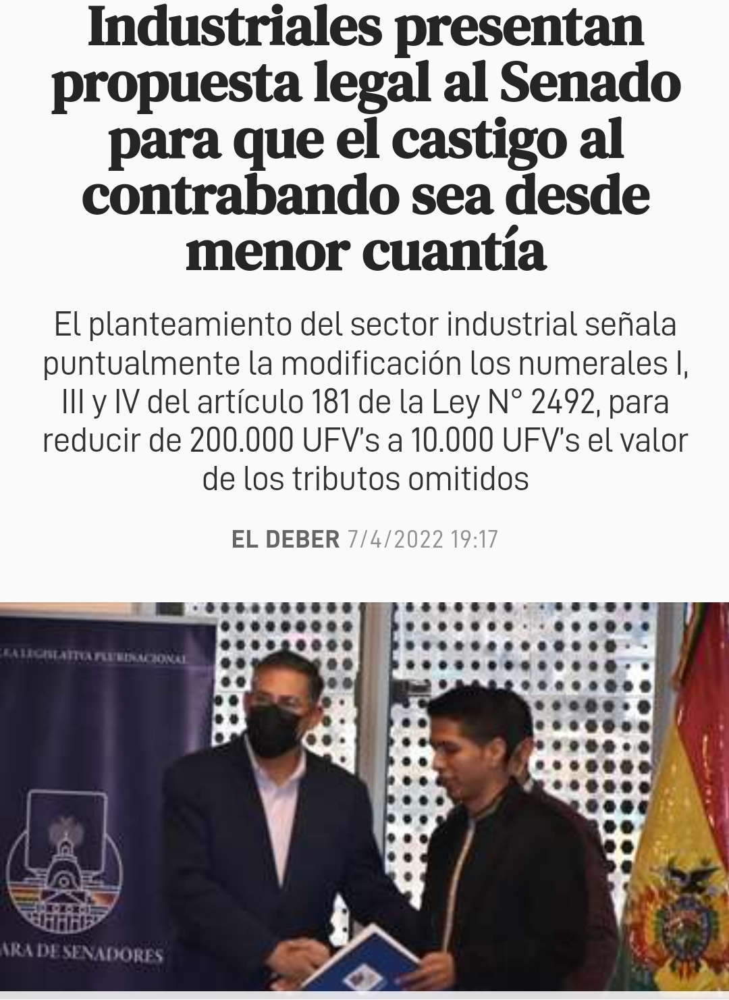 Industriales presentan
propuesta legal al Senado
para que el castigo al
contrabando sea desde
menor cuantía
El planteamiento del sector industrial señala
puntualmente la modificación los numerales I,
III y IV del artículo 181 de la Ley N° 2492, para
reducir de 200.000 UFV's a 10.000 UFV's el valor
de los tributos omitidos
EL DEBER 7/4/2022 19:17
LEA LEGISLATIVA PLURINACIONAL
ARA DE SENADORES